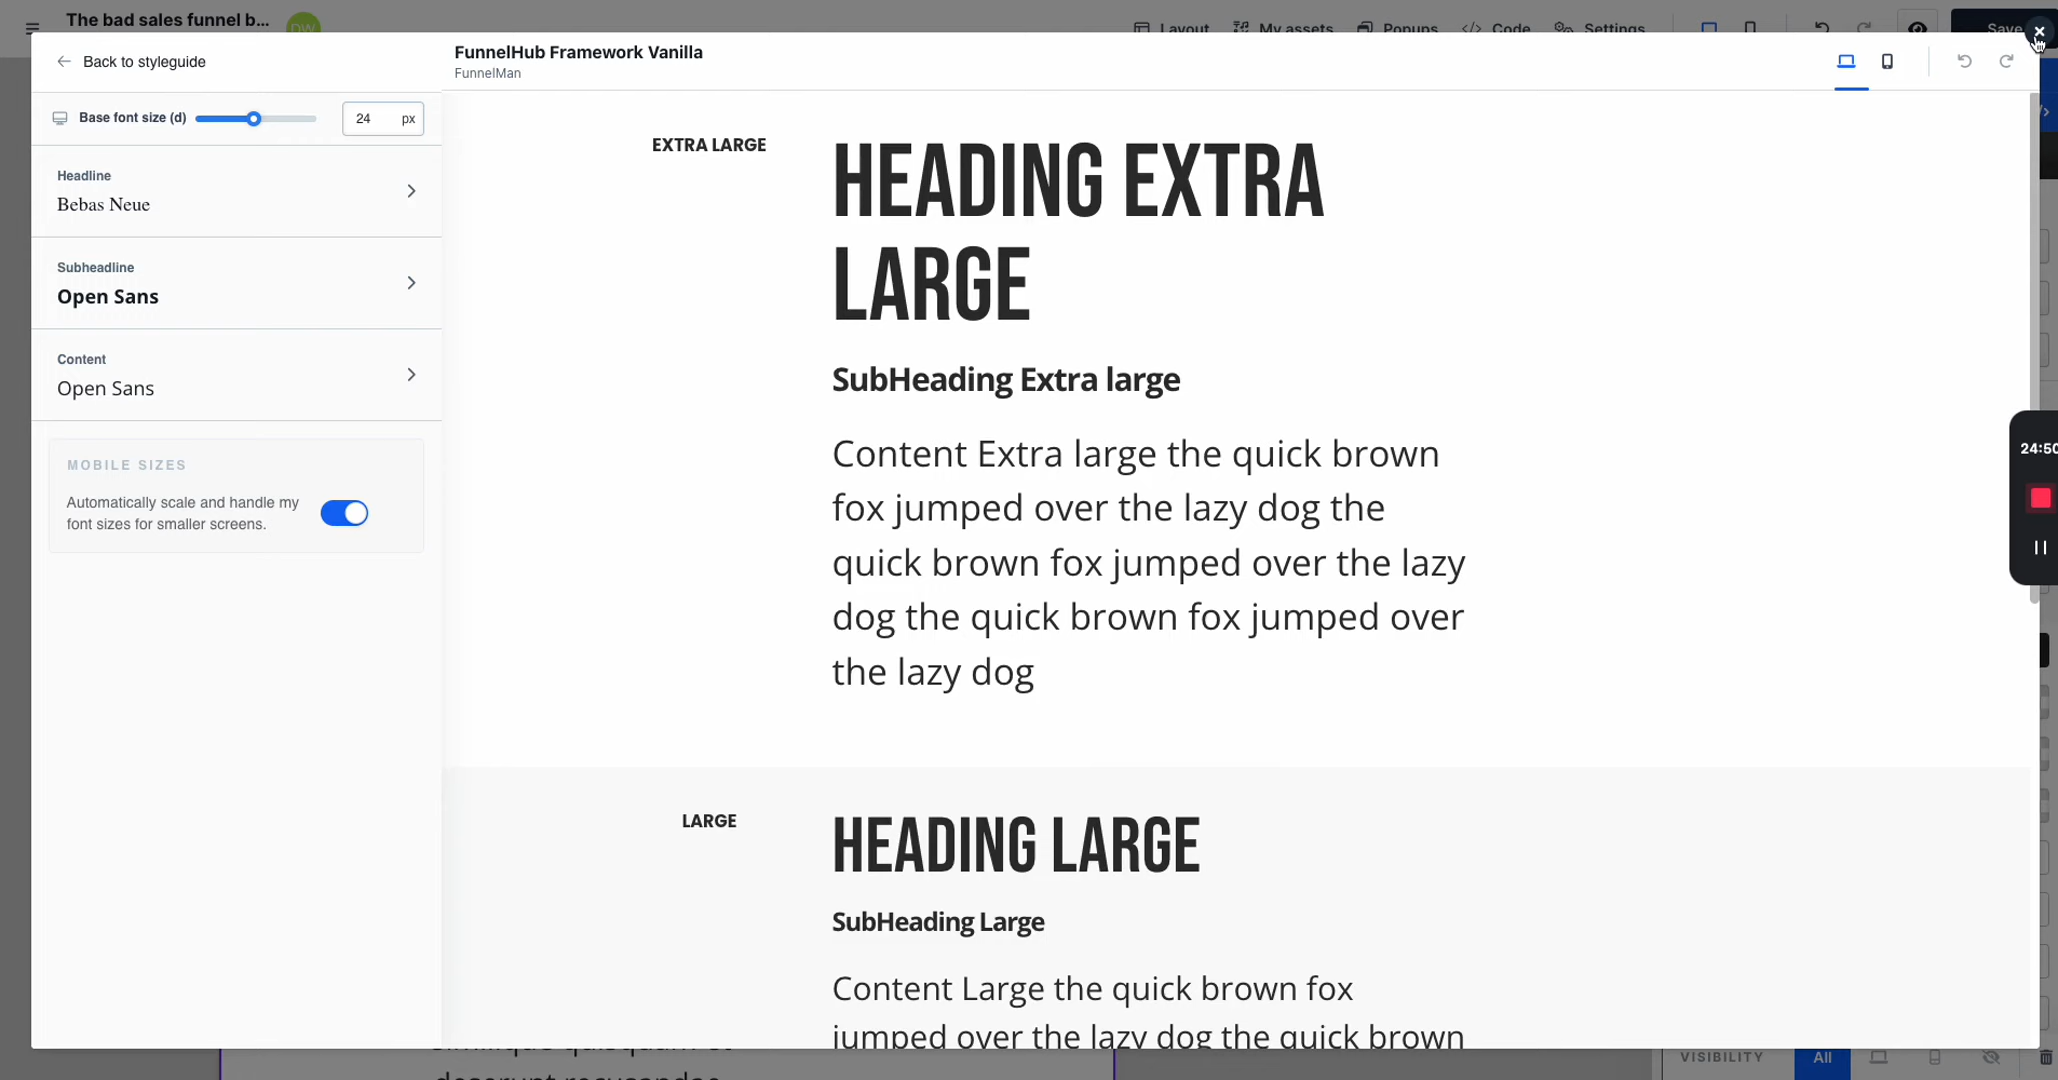 The bad sales funnel b...
DW
Layout
My assets
Popups
Code
Settings
Save
Back to styleguide
FunnelHub Framework Vanilla
FunnelMan
Base font size (d)
24 px
Headline
Bebas Neue
Subheadline
Open Sans
Content
Open Sans
MOBILE SIZES
Automatically scale and handle my
font sizes for smaller screens.
EXTRA LARGE
HEADING EXTRA
LARGE
SubHeading Extra large
Content Extra large the quick brown
fox jumped over the lazy dog the
quick brown fox jumped over the lazy
dog the quick brown fox jumped over
the lazy dog
24:50
LARGE
HEADING LARGE
SubHeading Large
Content Large the quick brown fox
jumped over the lazy dog the quick brown
VISIBILITY
All